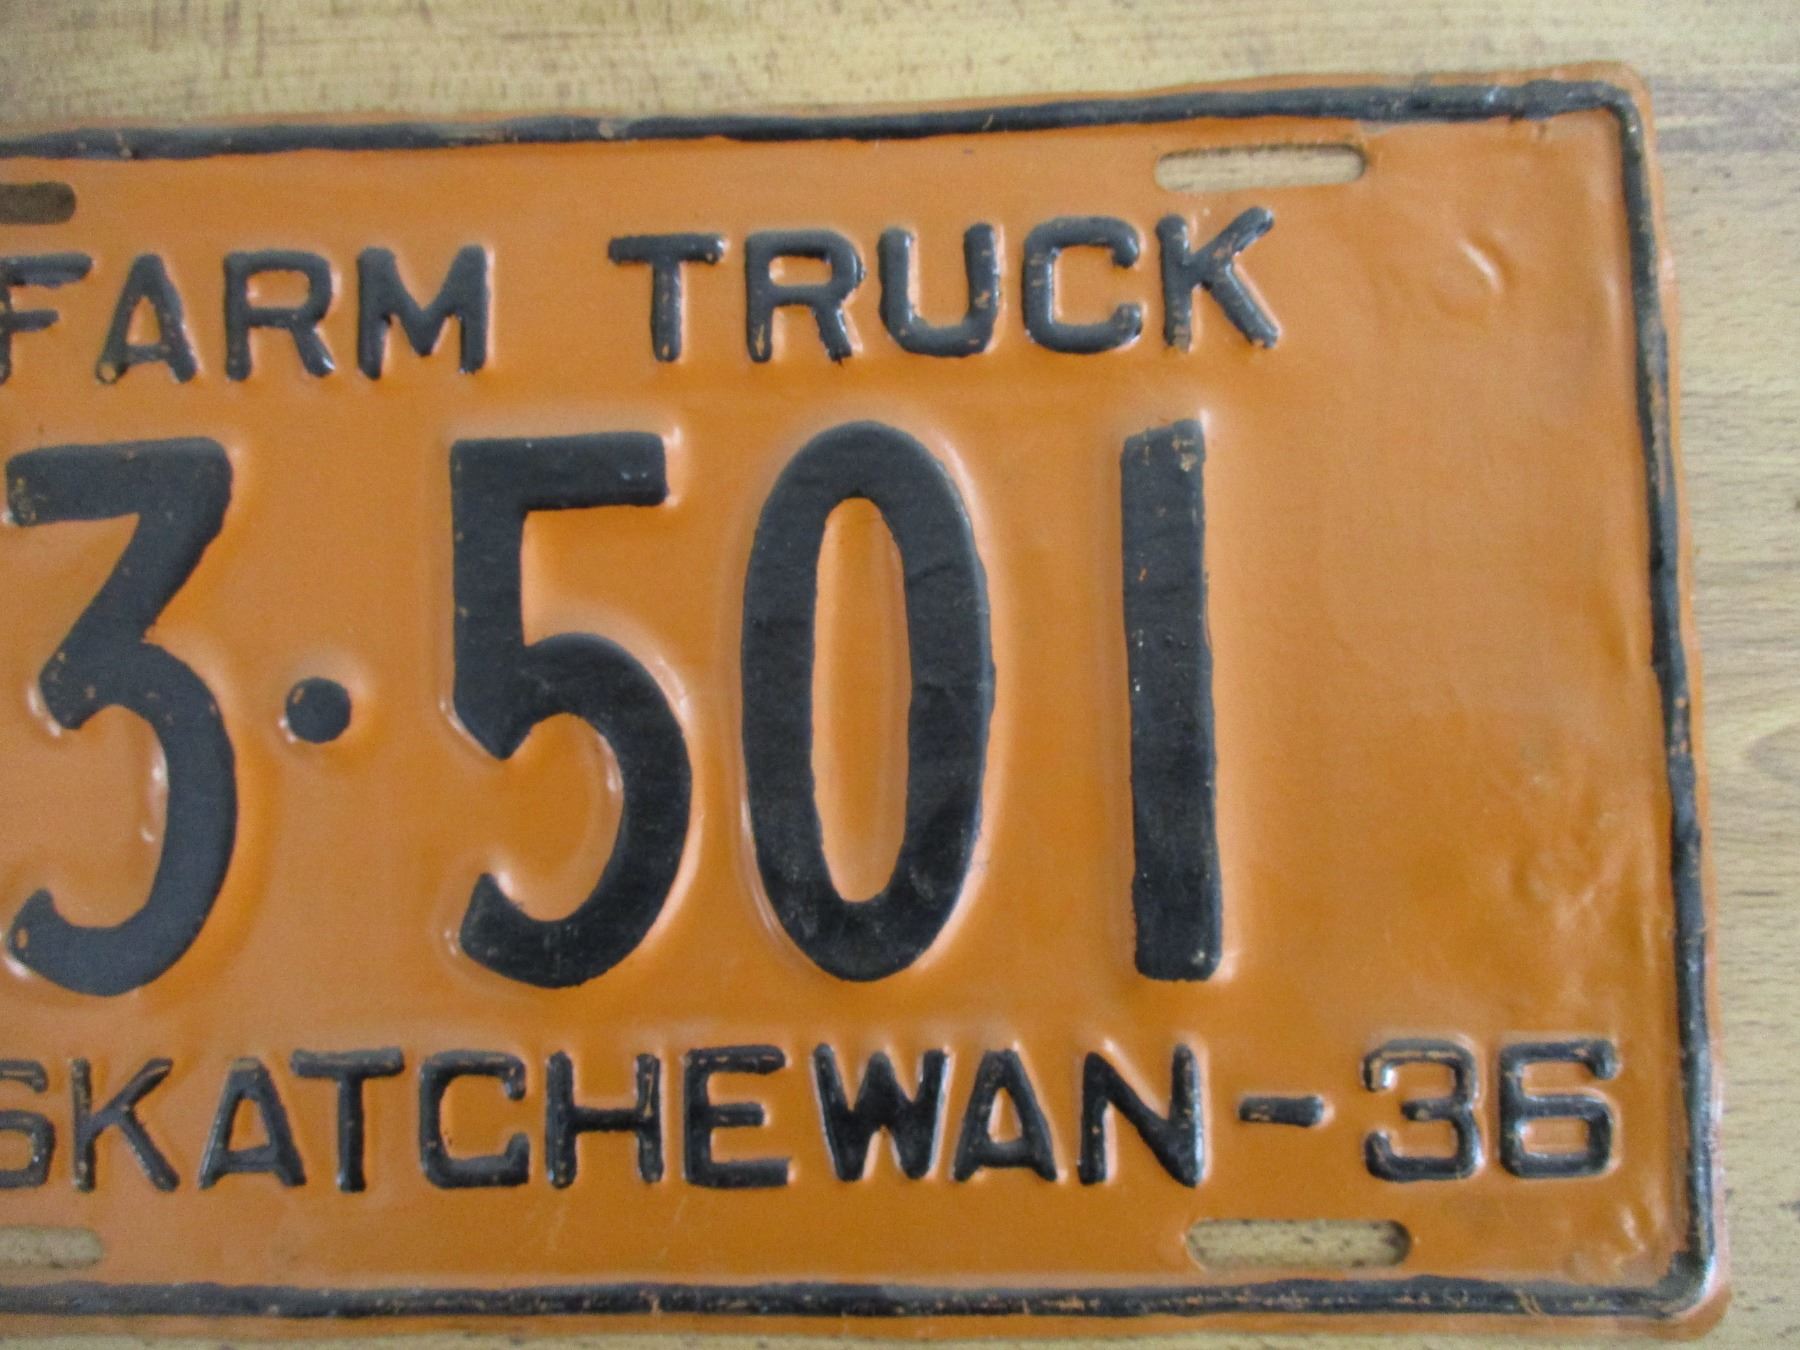 FARM TRUCK
3·501
SKATCHEWAN-36